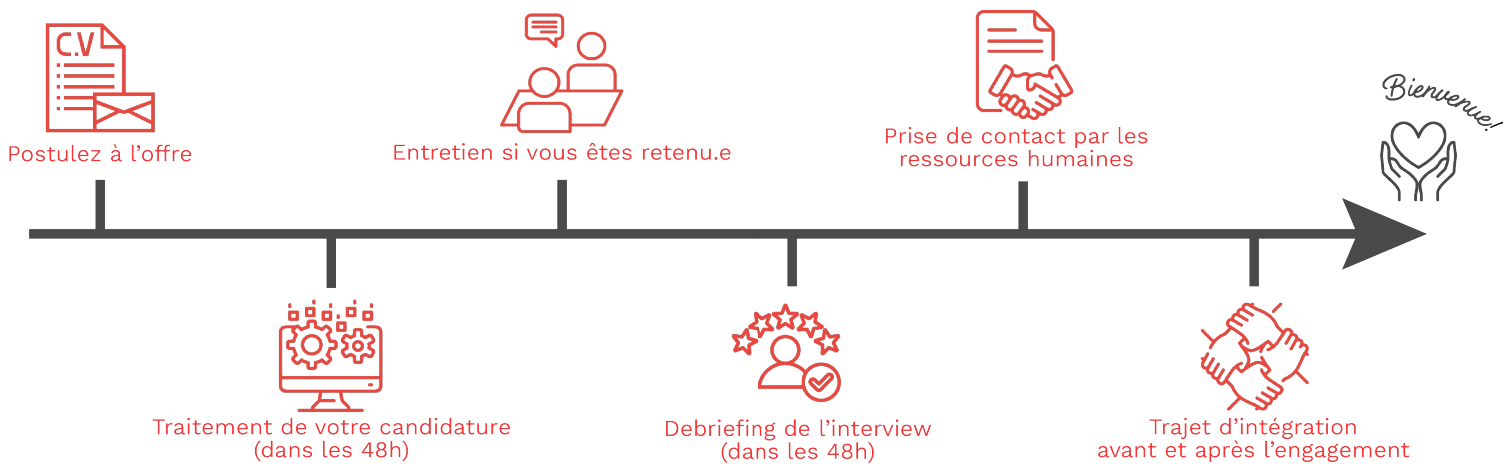 C.V
Postulez à l'offre
Traitement de votre candidature
(dans les 48h)
Entretien si vous êtes retenu.e
Debriefing de l'interview
(dans les 48h)
Prise de contact par les
ressources humaines
Trajet d'intégration
avant et après l'engagement
Bienvenue!